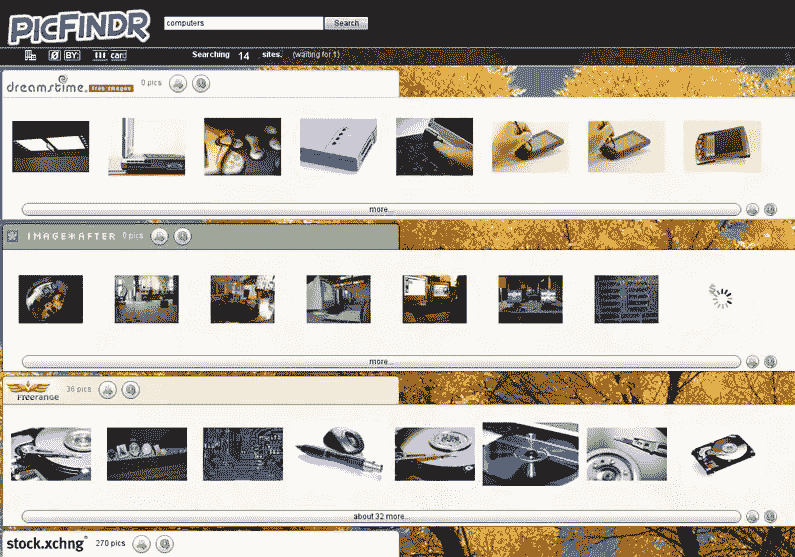 PICFINDR
computers
Search
BY:
cart
Searching 14 sites. (waiting for 1)
dreamstime. free images
0 pics
more...
IMAGE*AFTER
0 pics
more...
Freerange
36 pics
about 32 more...
stock.xchng
270 pics